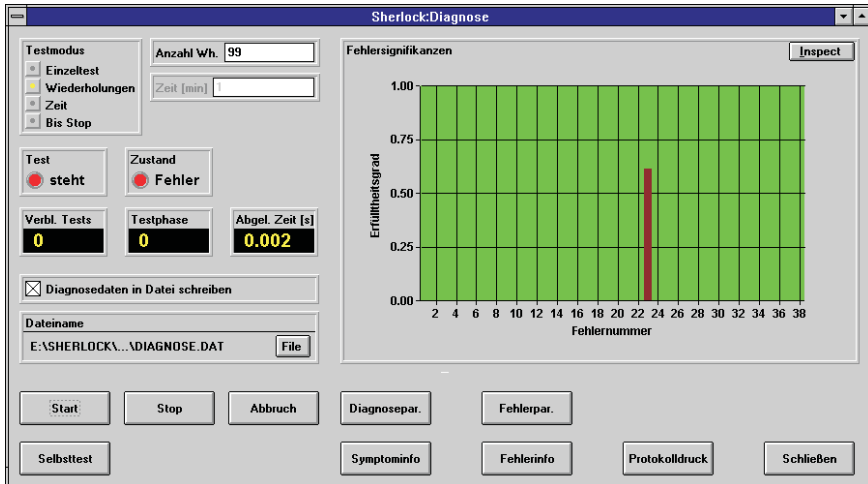 Sherlock:Diagnose
Testmodus
Einzeltest
Wiederholungen
Zeit
Bis Stop
Anzahl Wh. 99
Zeit [min] 1
Test
steht
Zustand
Fehler
Verbl. Tests
0
Testphase
0
Abgel. Zeit [s]
0.002
Diagnosedaten in Datei schreiben
Dateiname
E:\SHERLOCK\...\DIAGNOSE.DAT File
Fehlersignifikanzen
Inspect
Erfülltheitsgrad
1.00
0.75
0.50
0.25
0.00
2 4 6 8 10 12 14 16 18 20 22 24 26 28 30 32 34 36 38
Fehlernummer
Start Stop Abbruch Diagnosepar. Fehlerpar.
Selbsttest Symptominfo Fehlerinfo Protokolldruck Schließen